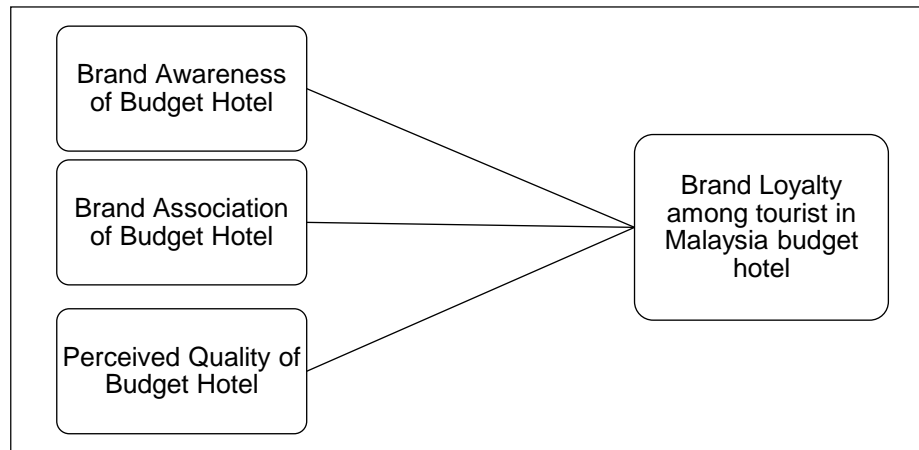 Brand Awareness
of Budget Hotel
Brand Association
of Budget Hotel
Perceived Quality of
Budget Hotel
Brand Loyalty
among tourist in
Malaysia budget
hotel